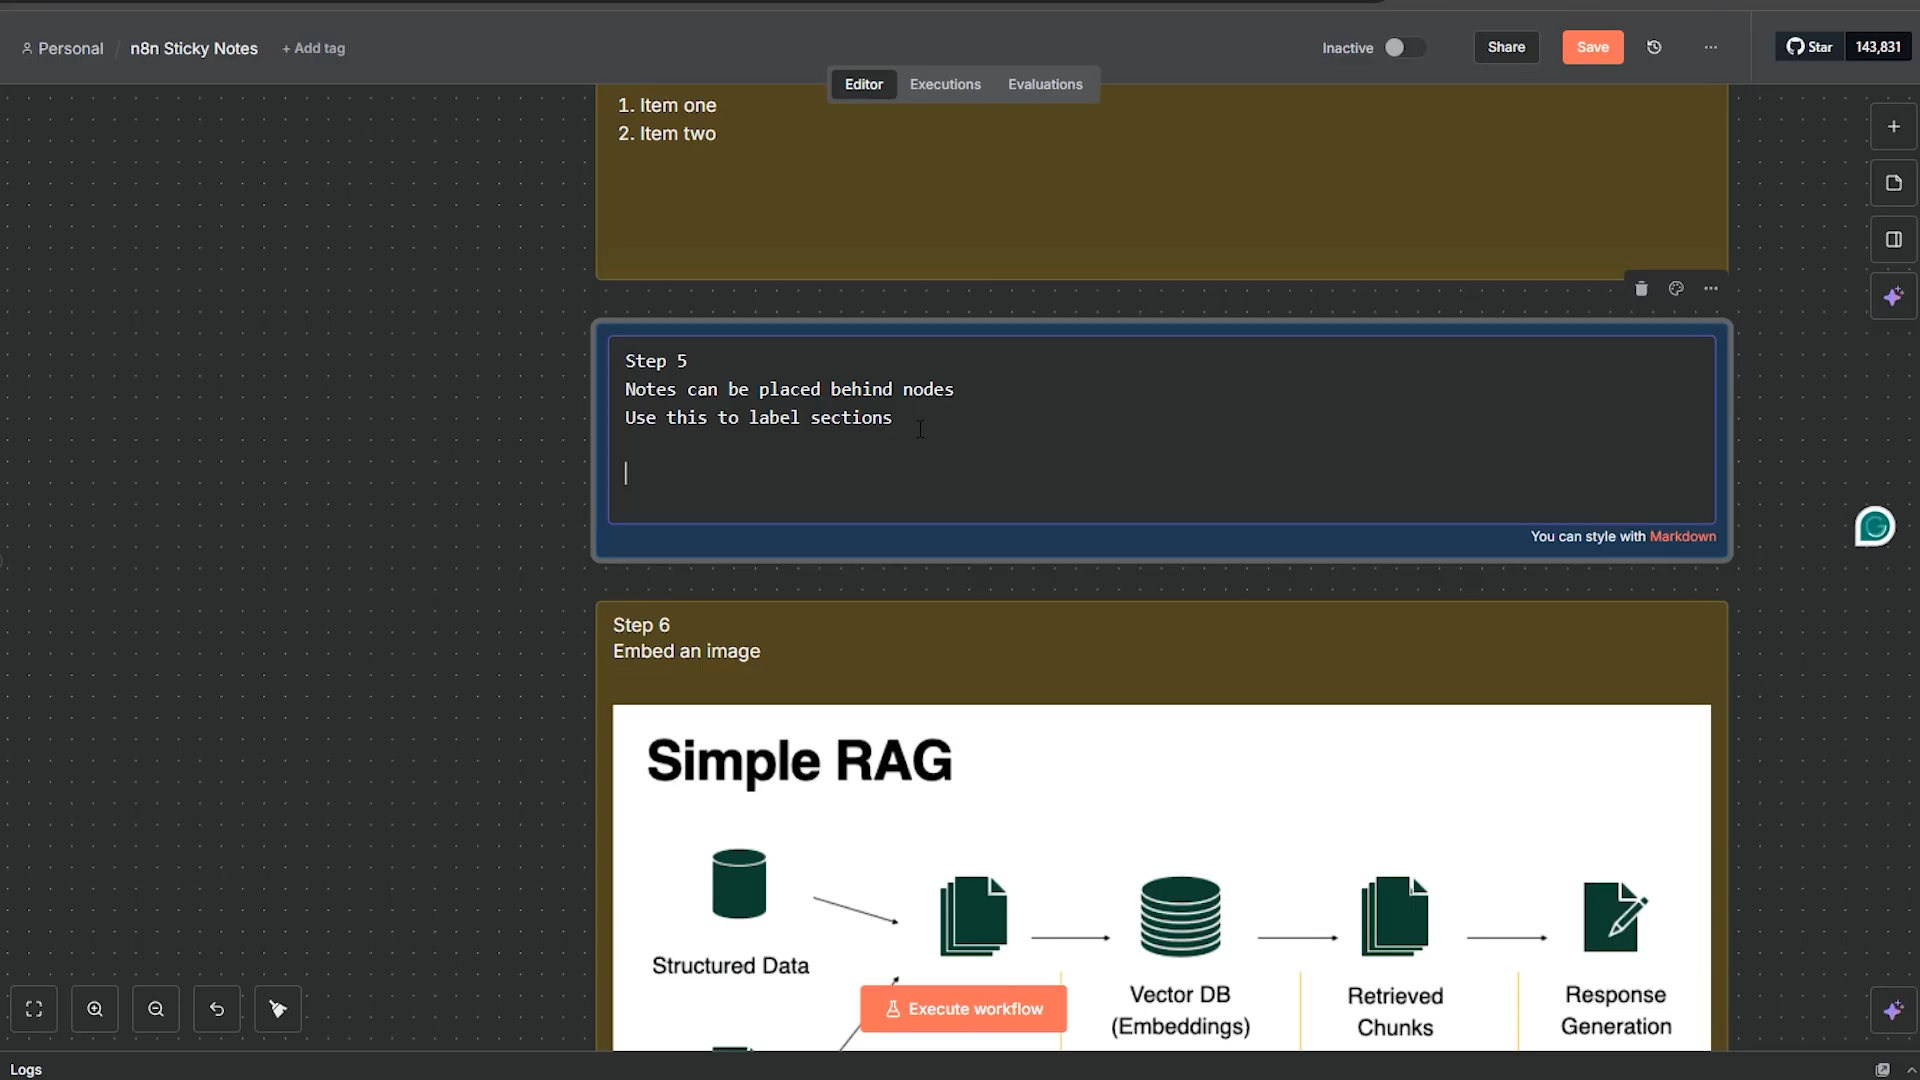 Personal / n8n Sticky Notes + Add tag
Inactive Share Save Star 143,831
Editor Executions Evaluations
1. Item one
2. Item two
Step 5
Notes can be placed behind nodes
Use this to label sections
You can style with Markdown
Step 6
Embed an image
Simple RAG
Structured Data
Vector DB
(Embeddings)
Retrieved
Chunks
Response
Generation
Execute workflow
Logs